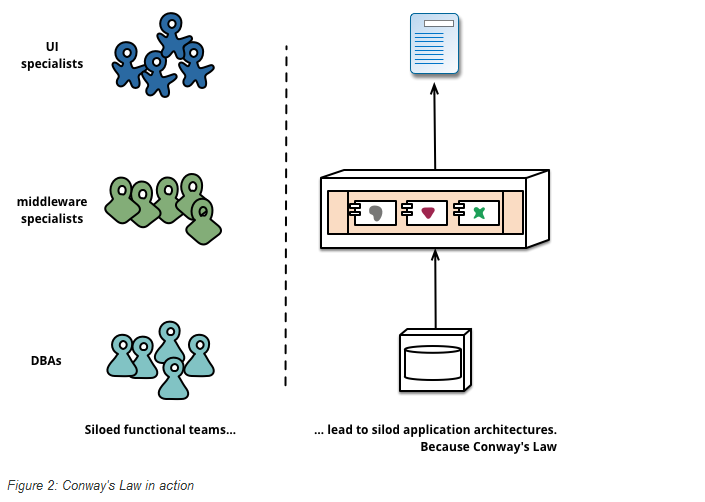 UI
specialists
middleware
specialists
DBAs
Siloed functional teams...
... lead to silod application architectures.
Because Conway's Law
Figure 2: Conway's Law in action